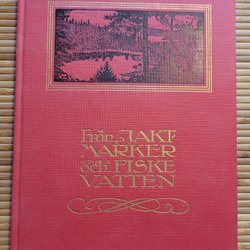 Från JAKT-
MARKER
och FISKE
VATTEN